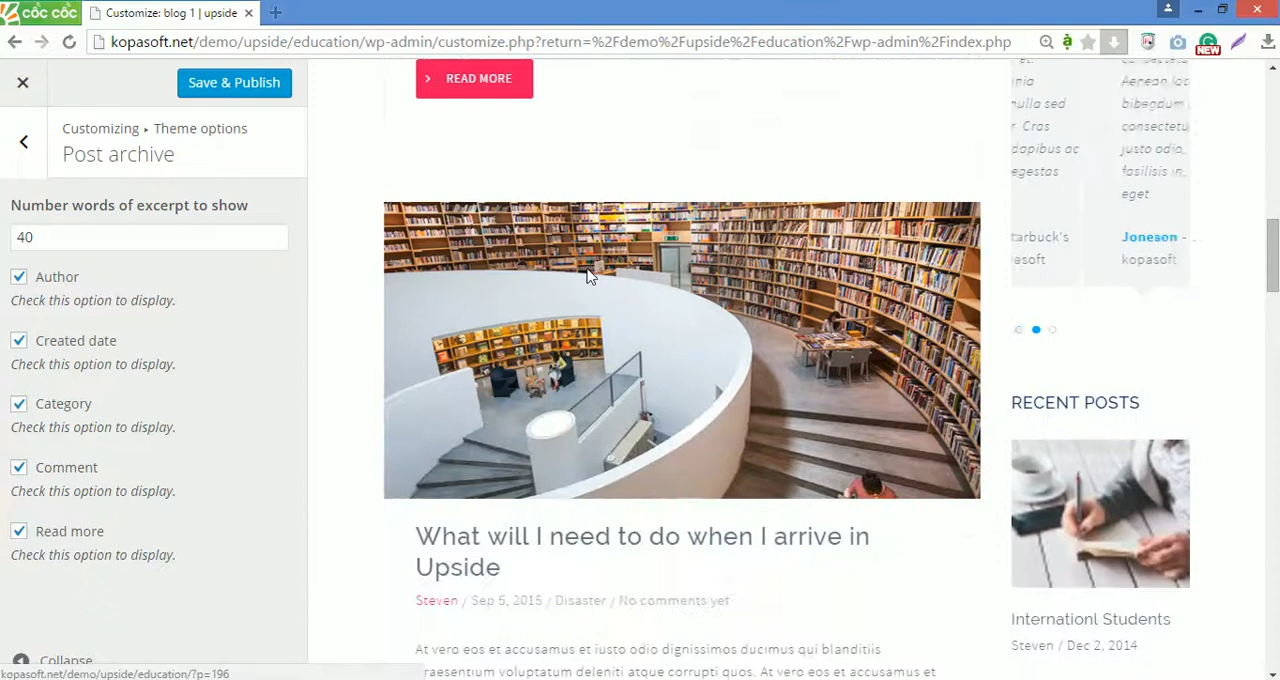 cốc cốc
Customize: blog 1 | upside
kopasoft.net/demo/upside/education/wp-admin/customize.php?return=%2Fdemo%2Fupside%2Feducation%2Fwp-admin%2Findex.php
NEW
Save & Publish
Customizing ▸ Theme options
Post archive
Number words of excerpt to show
40
Author
Check this option to display.
Created date
Check this option to display.
Category
Check this option to display.
Comment
Check this option to display.
Read more
Check this option to display.
Collapse
kopasoft.net/demo/upside/education/?p=196
READ MORE
What will I need to do when I arrive in
Upside
Steven / Sep 5, 2015 / Disaster / No comments yet
At vero eos et accusamus et iusto odio dignissimos ducimus qui blanditiis
praesentium voluptatum deleniti atque corrupti quos. At vero eos et accusamus et
ania
nulla sed
r Cras
dapibus ac
egestas
tarbuck's
pasoft
Aenean lac
bibendum
consectetu
justo odio,
fasilisis in,
eget
Joneson -
kopasoft
RECENT POSTS
Internationl Students
Steven / Dec 2, 2014